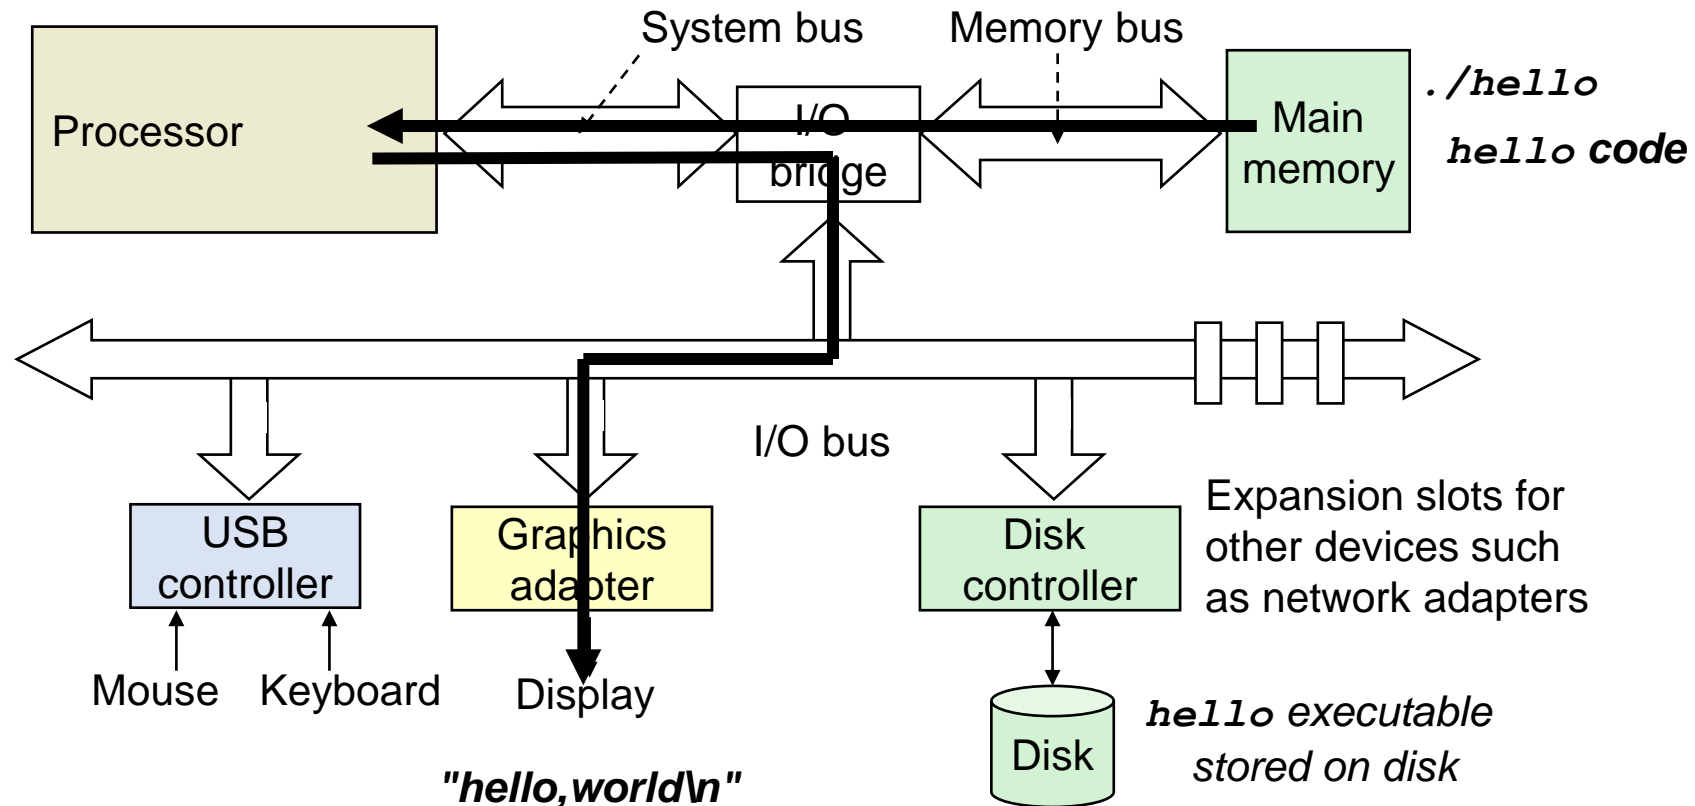 System bus
Memory bus
Processor
I/O
bridge
Main
memory
./hello
hello code
I/O bus
USB
controller
Graphics
adapter
Disk
controller
Expansion slots for
other devices such
as network adapters
Mouse
Keyboard
Display
Disk
hello executable
stored on disk
"hello,world\n"